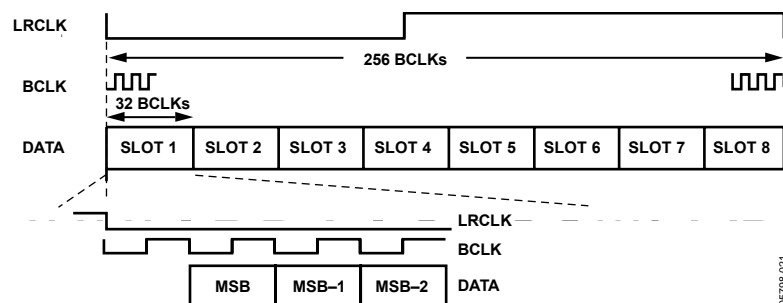 LRCLK
256 BCLKs
BCLK
32 BCLKs
DATA
SLOT 1 SLOT 2 SLOT 3 SLOT 4 SLOT 5 SLOT 6 SLOT 7 SLOT 8
LRCLK
BCLK
MSB MSB–1 MSB–2 DATA